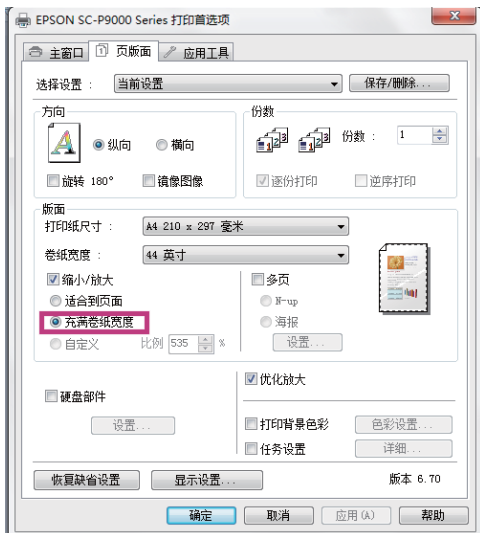 EPSON SC-P9000 Series 打印首选项
主窗口 页版面 应用工具
选择设置 : 当前设置 保存/删除...
方向 份数
纵向 横向 份数 : 1
旋转 180° 镜像图像 逐份打印 逆序打印
版面
打印纸尺寸 : A4 210 x 297 毫米
卷纸宽度 : 44 英寸
缩小/放大 多页
适合到页面 N-up
充满卷纸宽度 海报
自定义 比例 535 % 设置...
优化放大
硬盘部件
设置... 打印背景色彩 色彩设置...
任务设置 详细...
恢复缺省设置 显示设置... 版本 6.70
确定 取消 应用(A) 帮助